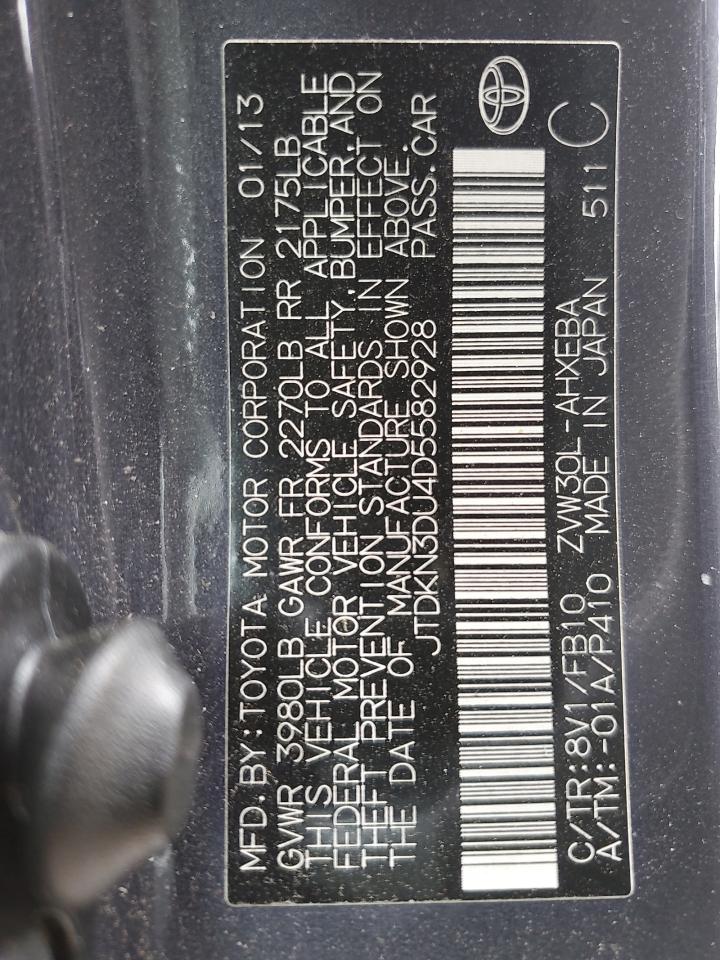 MFD.BY:TOYOTA MOTOR CORPORATION 01/13
GVWR 3980LB GAWR FR 2270LB RR 2175LB
THIS VEHICLE CONFORMS TO ALL APPLICABLE
FEDERAL MOTOR VEHICLE SAFETY,BUMPER,AND
THEFT PREVENTION STANDARDS IN EFFECT ON
THE DATE OF MANUFACTURE SHOWN ABOVE.
JTDKN3DU4D5582928 PASS.CAR
C/TR:8V1/FB10 ZVW30L-AHXEBA
A/TM:-01A/P410 MADE IN JAPAN 511 C